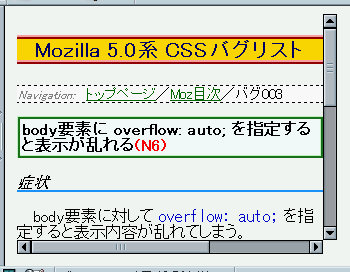 Mozilla 5.0系 CSSバグリスト
Navigation: トップページ／Moz目次／バグ003
body要素に overflow: auto; を指定する
と表示が乱れる(N6)
症状
body要素に対して overflow: auto; を指
定すると表示内容が乱れてしまう。